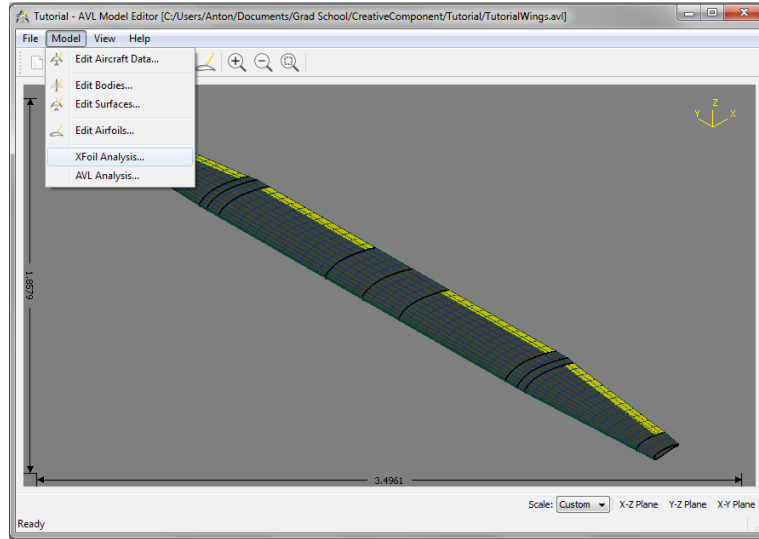 Tutorial - AVL Model Editor [C:/Users/Anton/Documents/Grad School/CreativeComponent/Tutorial/TutorialWings.avl]
File Model View Help
Edit Aircraft Data...
Edit Bodies...
Edit Surfaces...
Edit Airfoils...
XFoil Analysis...
AVL Analysis...
Z
Y X
1.8579
3.4961
Scale: Custom X-Z Plane Y-Z Plane X-Y Plane
Ready